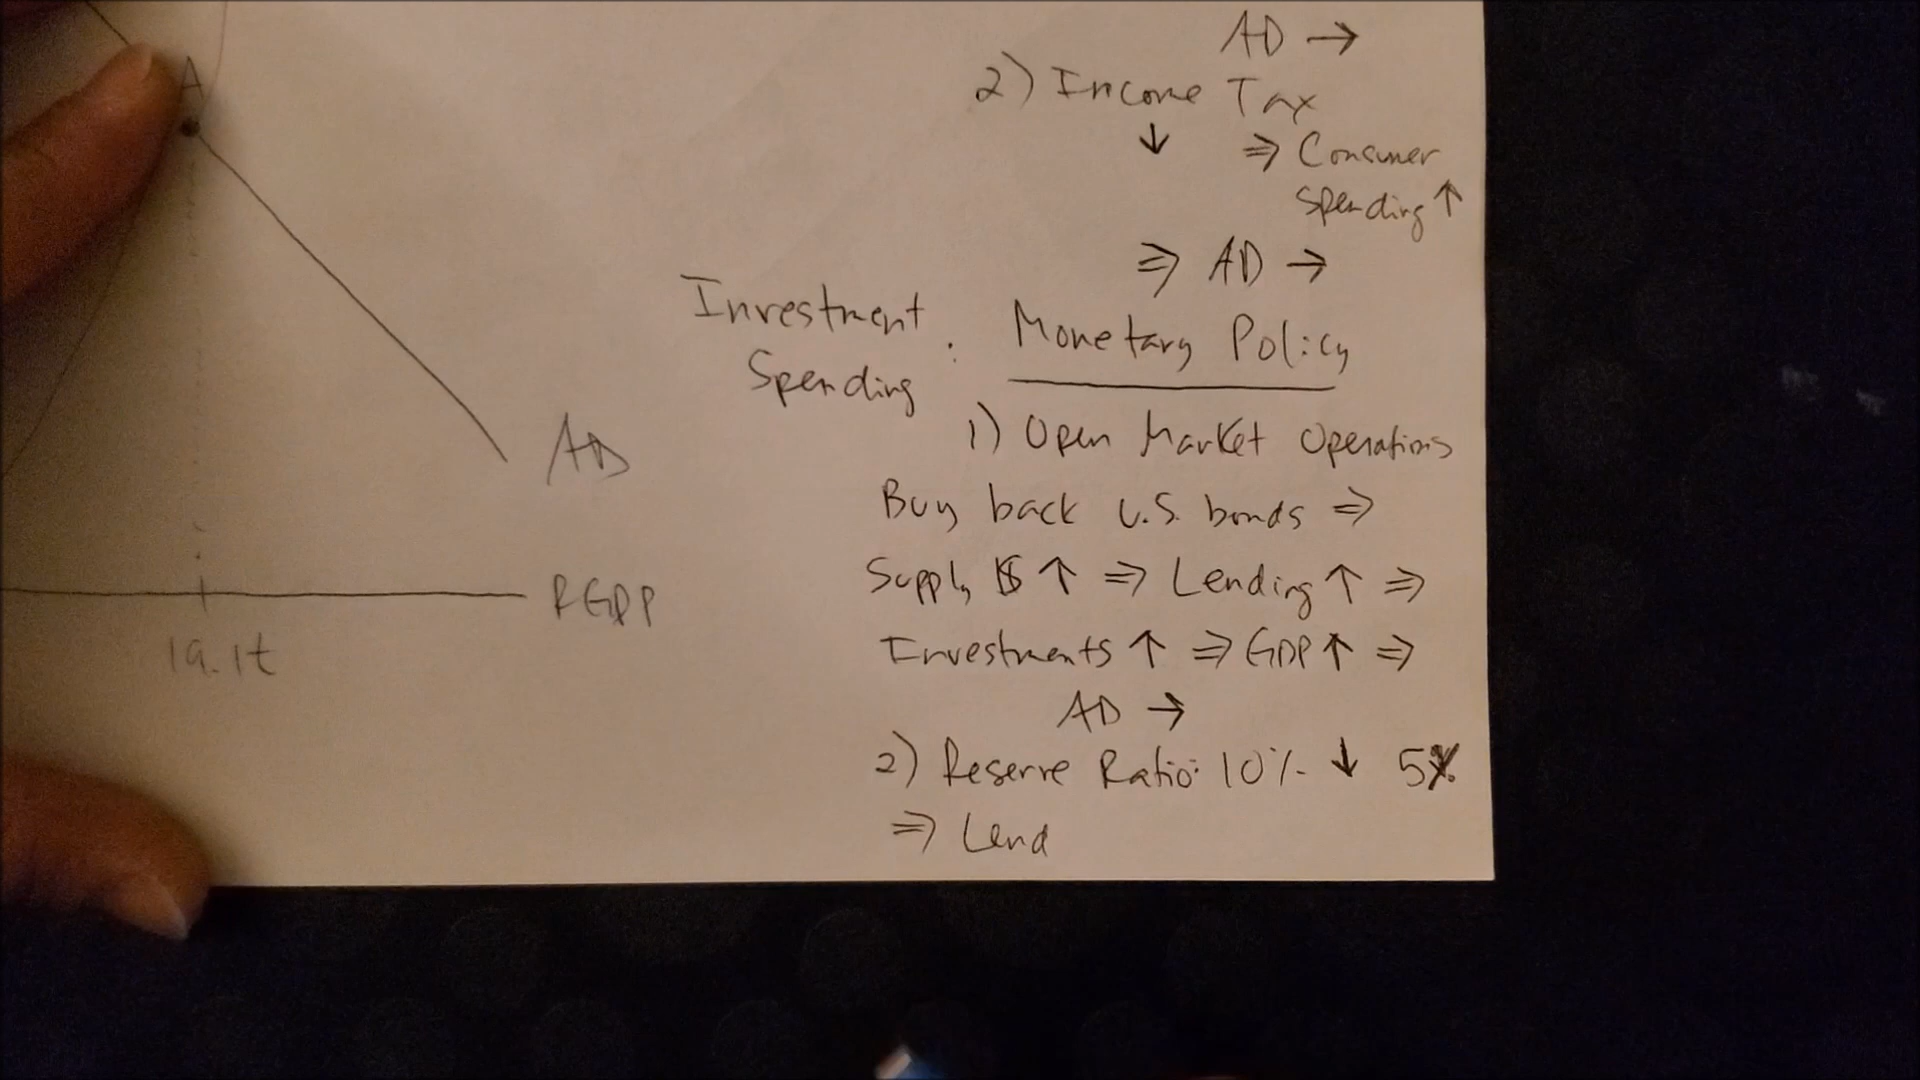 A
AD
RGDP
19.1t
AD →
2) Income Tax
↓ ⇒ Consumer
Spending ↑
⇒ AD →
Investment
Spending : Monetary Policy
1) Open Market Operations
Buy back U.S. bonds ⇒
Supply $ ↑ ⇒ Lending ↑ ⇒
Investments ↑ ⇒ GDP ↑ ⇒
AD →
2) Reserve Ratio: 10% ↓ 5%
⇒ Lend